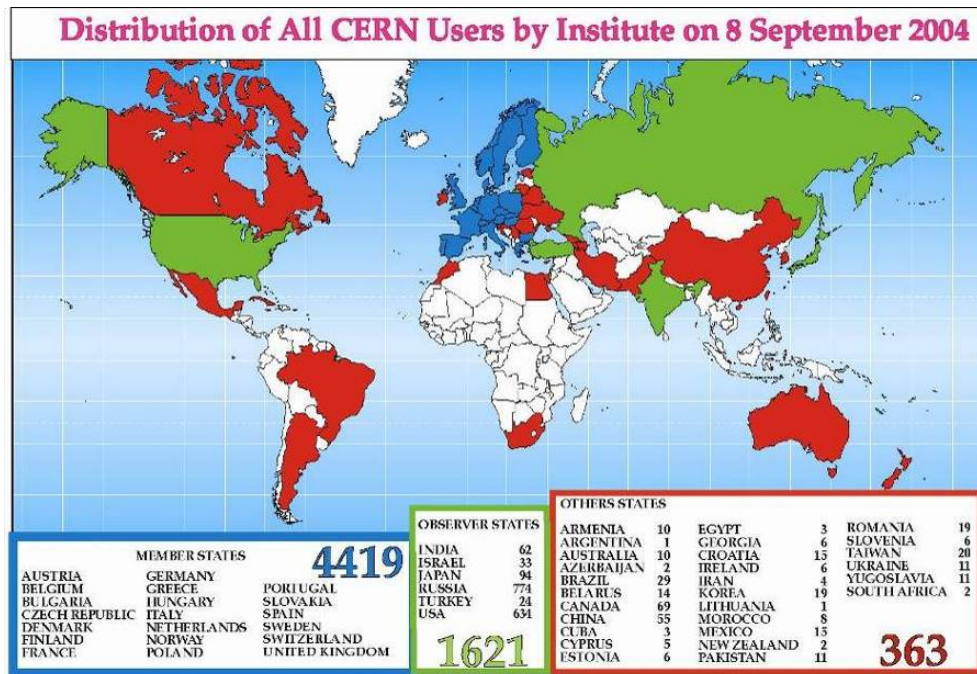 Distribution of All CERN Users by Institute on 8 September 2004
MEMBER STATES 4419
AUSTRIA GERMANY
BELGIUM GREECE PORTUGAL
BULGARIA HUNGARY SLOVAKIA
CZECH REPUBLIC ITALY SPAIN
DENMARK NETHERLANDS SWEDEN
FINLAND NORWAY SWITZERLAND
FRANCE POLAND UNITED KINGDOM
OBSERVER STATES
INDIA 62
ISRAEL 33
JAPAN 94
RUSSIA 774
TURKEY 24
USA 634
1621
OTHERS STATES
ARMENIA 10 EGYPT 3 ROMANIA 19
ARGENTINA 1 GEORGIA 6 SLOVENIA 6
AUSTRALIA 10 CROATIA 15 TAIWAN 20
AZERBAIJAN 2 IRELAND 6 UKRAINE 11
BRAZIL 29 IRAN 4 YUGOSLAVIA 11
BELARUS 14 KOREA 19 SOUTH AFRICA 2
CANADA 69 LITHUANIA 1
CHINA 55 MOROCCO 8
CUBA 3 MEXICO 15
CYPRUS 5 NEW ZEALAND 2
ESTONIA 6 PAKISTAN 11
363